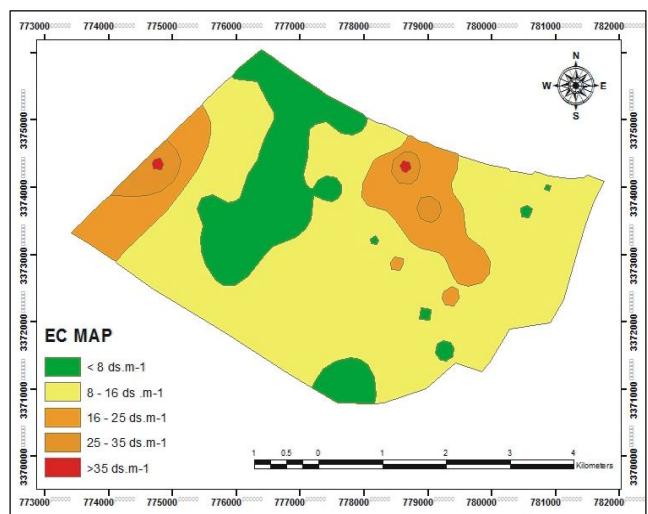 773000 774000 775000 776000 777000 778000 779000 780000 781000 782000
N
W E
S
3375000 3375000
3374000 3374000
3373000 3373000
3372000 3372000
3371000 3371000
3370000 3370000
EC MAP
< 8 ds.m-1
8 - 16 ds .m-1
16 - 25 ds.m-1
25 - 35 ds.m-1
>35 ds.m-1
1 0.5 0 1 2 3 4
Kilometers
773000 774000 775000 776000 777000 778000 779000 780000 781000 782000